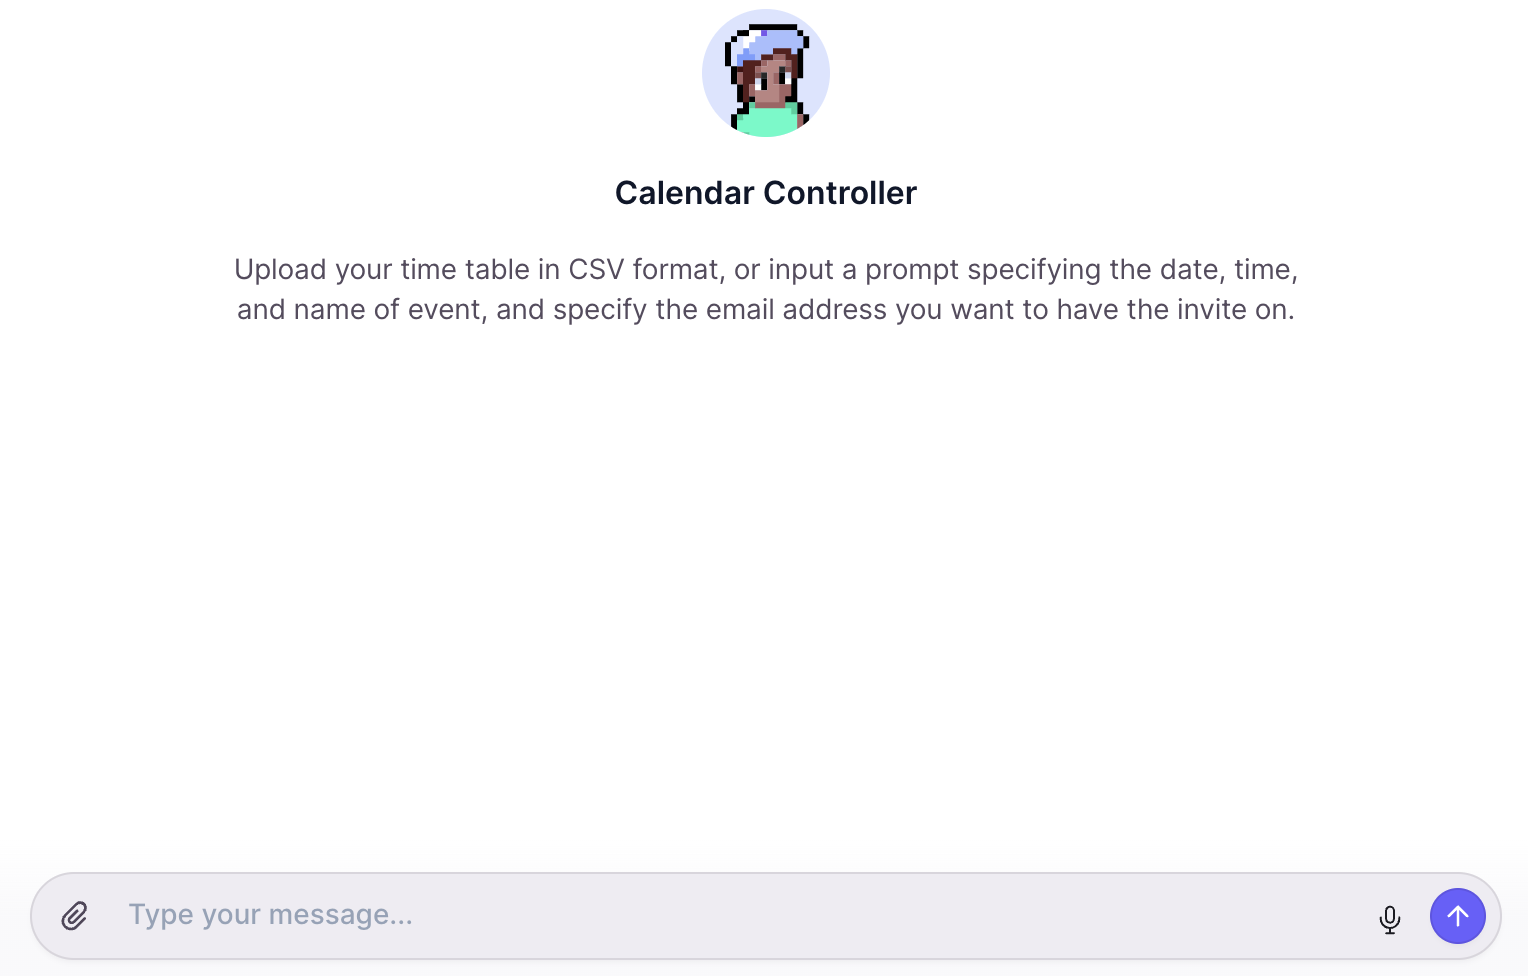 Calendar Controller
Upload your time table in CSV format, or input a prompt specifying the date, time,
and name of event, and specify the email address you want to have the invite on.
Type your message...